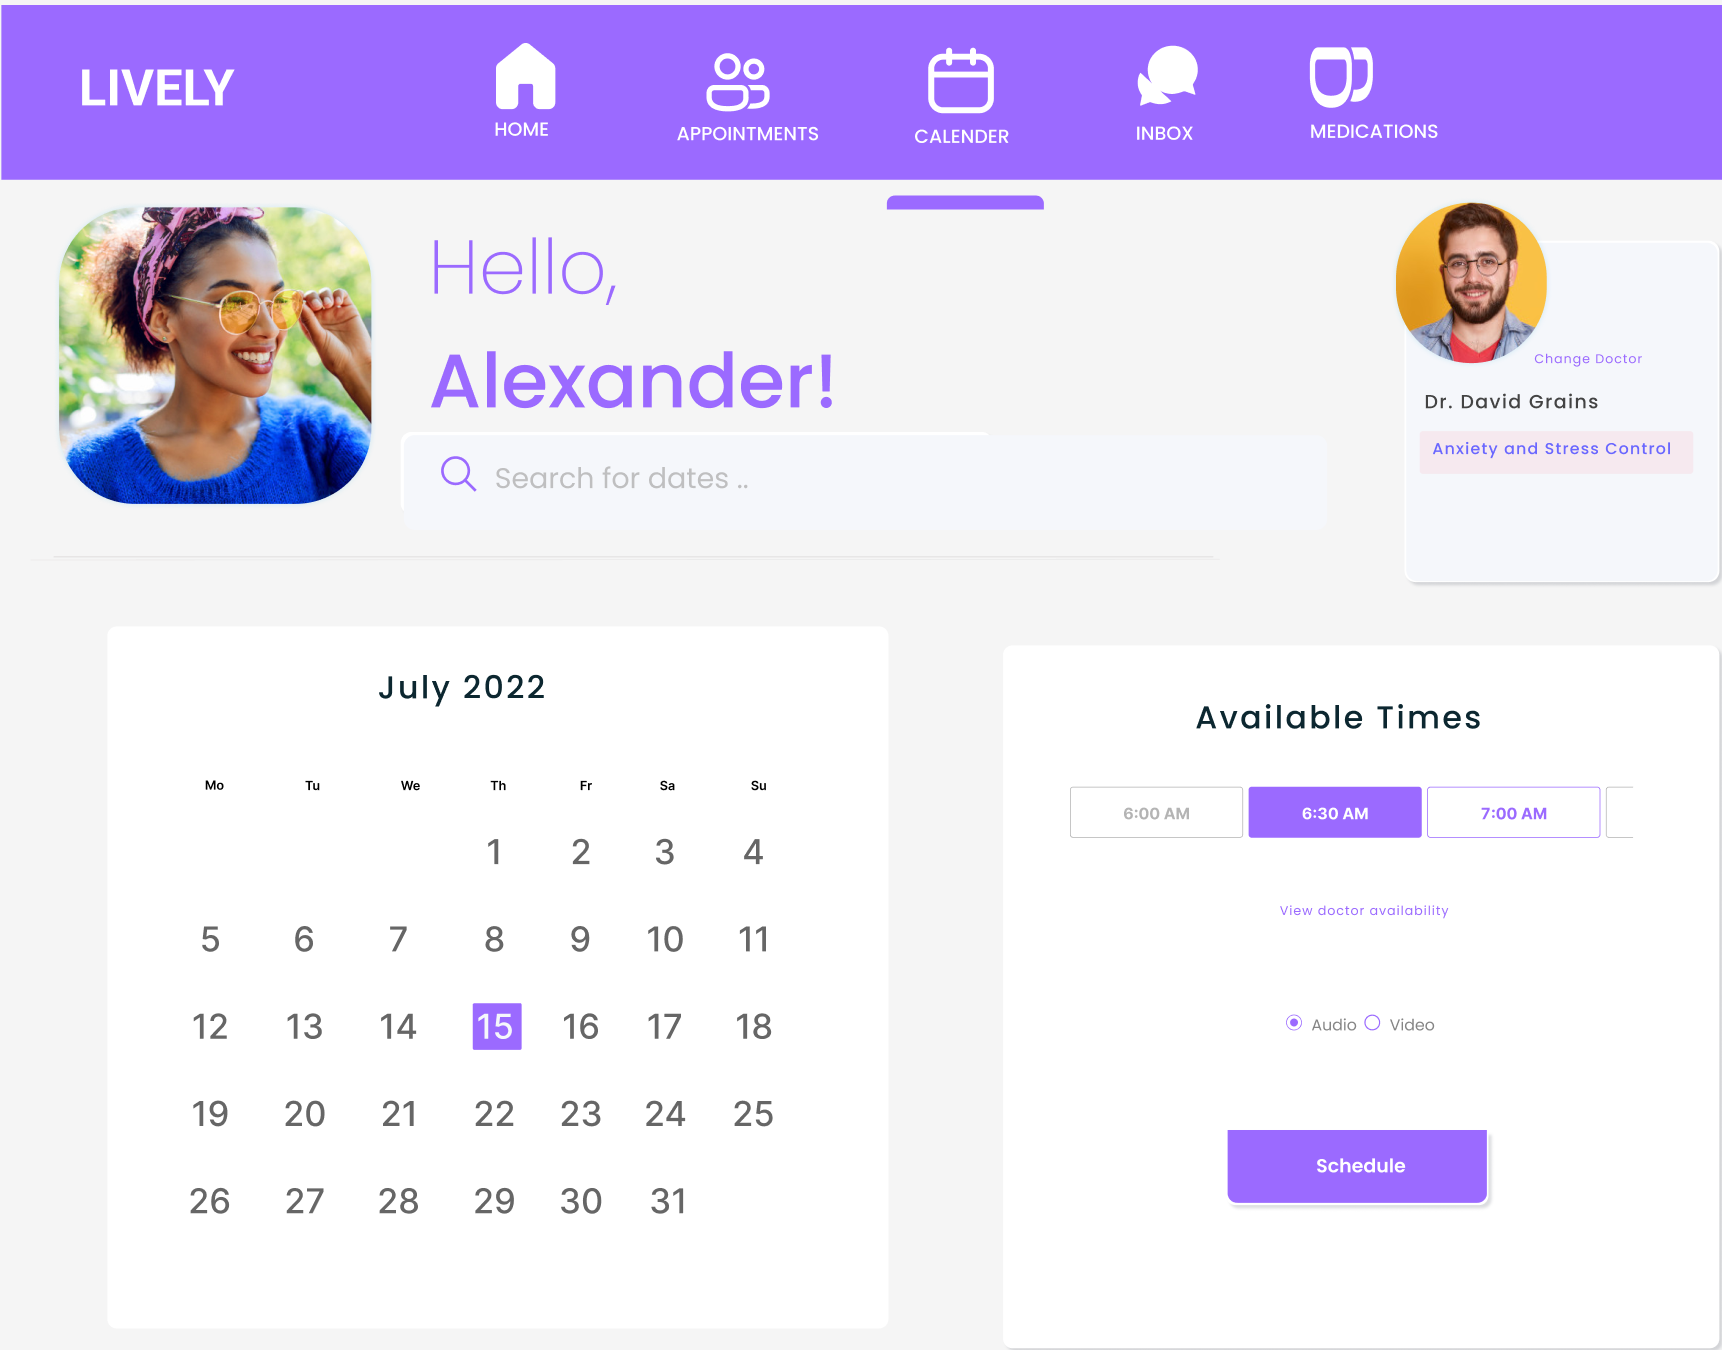 LIVELY
HOME
APPOINTMENTS
CALENDER
INBOX
MEDICATIONS
Hello,
Alexander!
Search for dates ..
Change Doctor
Dr. David Grains
Anxiety and Stress Control
July 2022
Mo Tu We Th Fr Sa Su
1 2 3 4
5 6 7 8 9 10 11
12 13 14 15 16 17 18
19 20 21 22 23 24 25
26 27 28 29 30 31
Available Times
6:00 AM 6:30 AM 7:00 AM
View doctor availability
Audio Video
Schedule